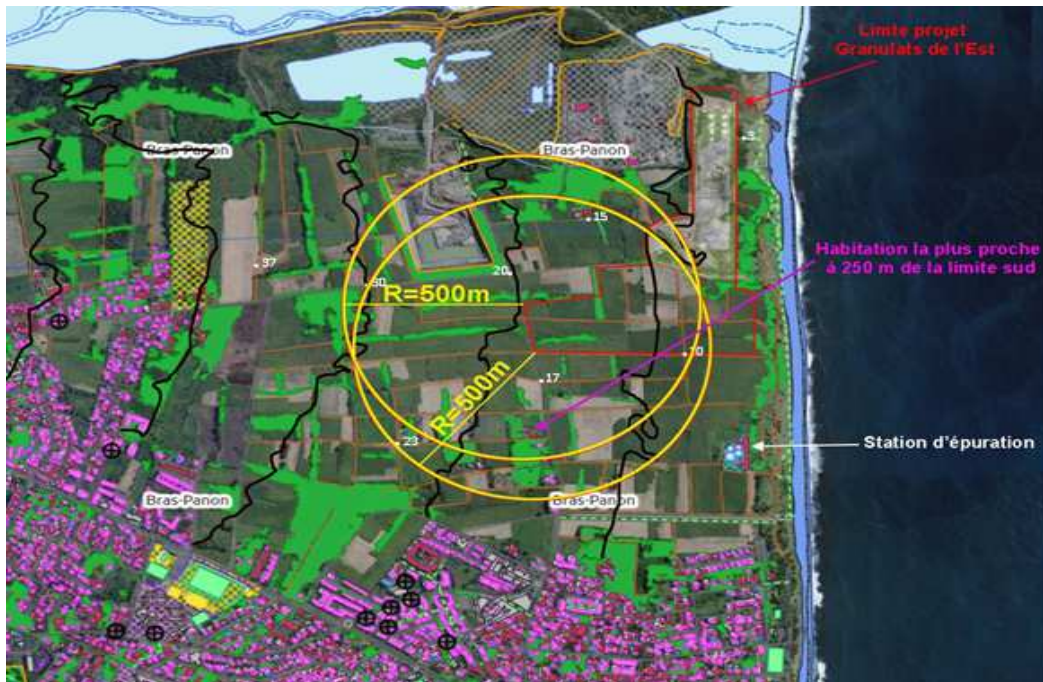 Limte projet
Granulats de l'Est
Bras-Panon
Bras-Panon
3
15
37
20
30
Habitation la plus proche
à 250 m de la limite sud
R=500m
10
R=500m
17
23
Station d'épuration
Bras-Panon
Bras-Panon